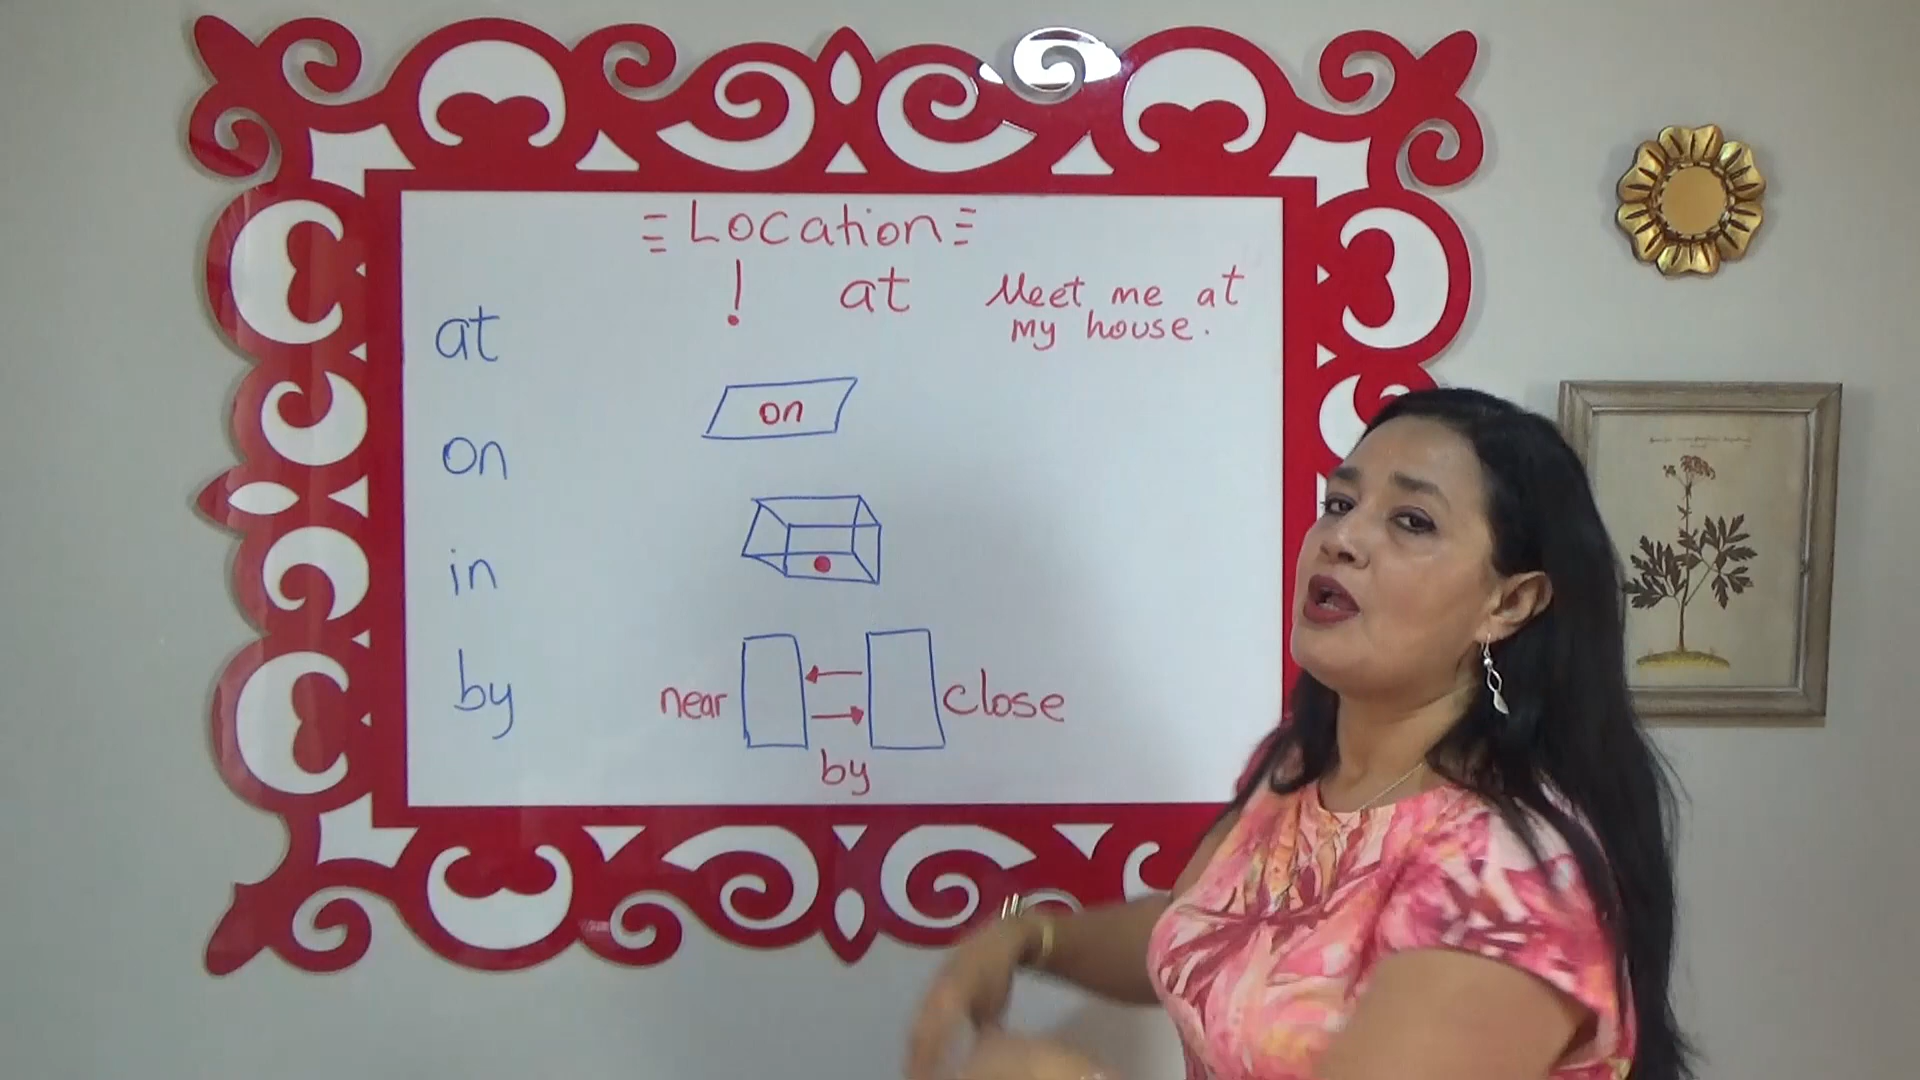 Location
! at Meet me at
my house.
at
on
on
in
near close
by
by